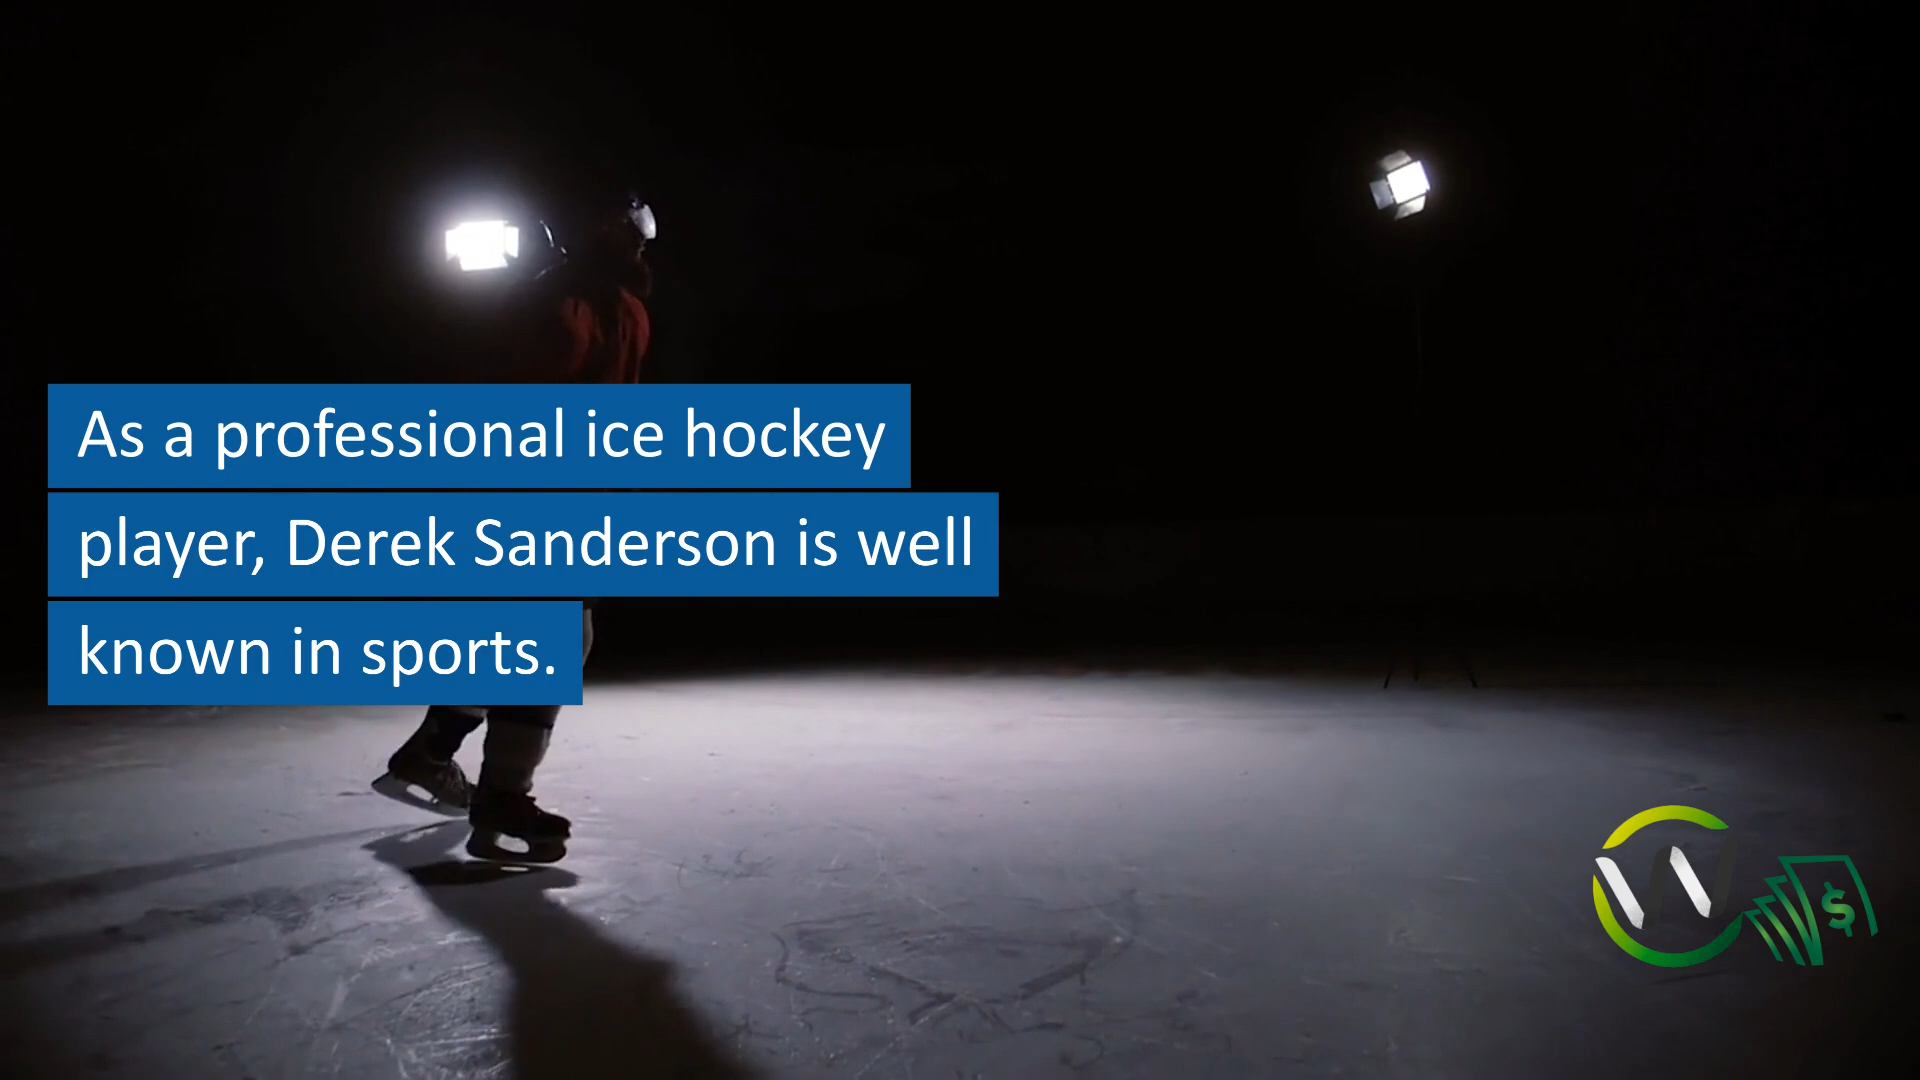 As a professional ice hockey
player, Derek Sanderson is well
known in sports.
W
$